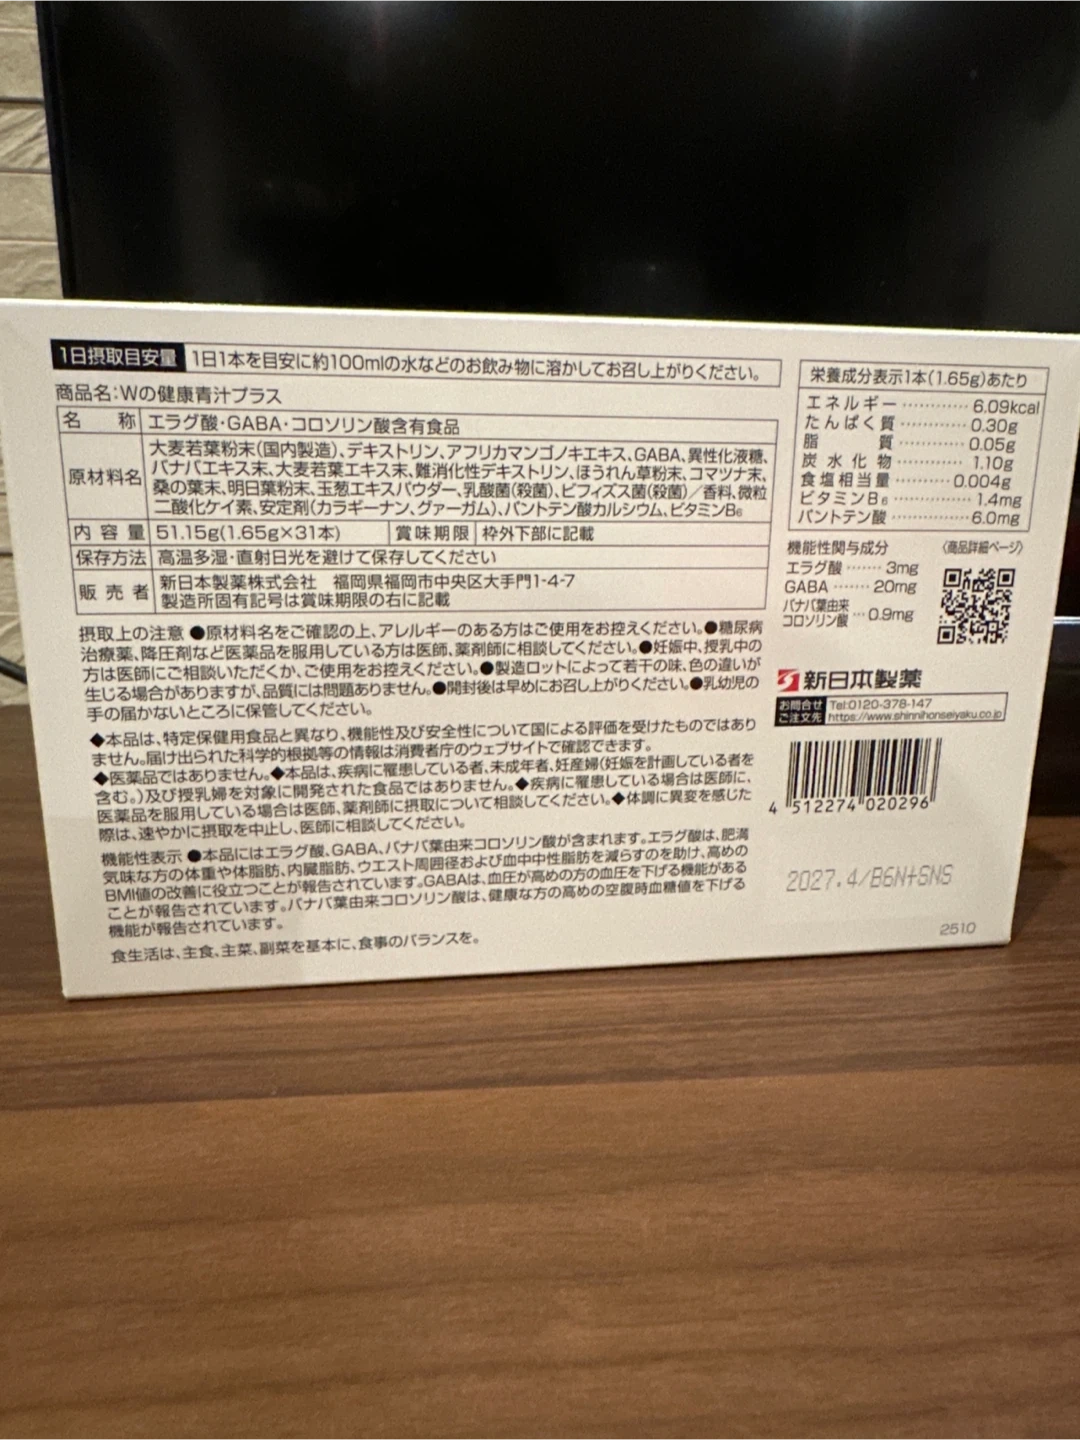 1日摂取目安量 1日1本を目安に約100mlの水などのお飲み物に溶かしてお召し上がりください。
商品名:Wの健康青汁プラス
名称 エラグ酸・GABA・コロソリン酸含有食品
原材料名 大麦若葉粉末(国内製造)、デキストリン、アフリカマンゴノキエキス、GABA、異性化液糖、
バナバエキス末、大麦若葉エキス末、難消化性デキストリン、ほうれん草粉末、コマツナ末、
桑の葉末、明日葉粉末、玉葱エキスパウダー、乳酸菌(殺菌)、ビフィズス菌(殺菌)/香料、微粒
二酸化ケイ素、安定剤(カラギーナン、グァーガム)、パントテン酸カルシウム、ビタミンB6
内容量 51.15g(1.65g×31本) 賞味期限 枠外下部に記載
保存方法 高温多湿・直射日光を避けて保存してください
販売者 新日本製薬株式会社 福岡県福岡市中央区大手門1-4-7
製造所固有記号は賞味期限の右に記載
摂取上の注意 ●原材料名をご確認の上、アレルギーのある方はご使用をお控えください。●糖尿病
治療薬、降圧剤など医薬品を服用している方は医師、薬剤師に相談してください。●妊娠中、授乳中の
方は医師にご相談いただくか、ご使用をお控えください。●製造ロットによって若干の味、色の違いが
生じる場合がありますが、品質には問題ありません。●開封後は早めにお召し上がりください。●乳幼児の
手の届かないところに保管してください。
◆本品は、特定保健用食品と異なり、機能性及び安全性について国による評価を受けたものではあり
ません。届け出られた科学的根拠等の情報は消費者庁のウェブサイトで確認できます。
◆医薬品ではありません。◆本品は、疾病に罹患している者、未成年者、妊産婦(妊娠を計画している者を
含む。)及び授乳婦を対象に開発された食品ではありません。◆疾病に罹患している場合は医師に、
医薬品を服用している場合は医師、薬剤師に摂取について相談してください。◆体調に異変を感じた
際は、速やかに摂取を中止し、医師に相談してください。
機能性表示 ●本品にはエラグ酸、GABA、バナバ葉由来コロソリン酸が含まれます。エラグ酸は、肥満
気味な方の体重や体脂肪、内臓脂肪、ウエスト周囲径および血中中性脂肪を減らすのを助け、高めの
BMI値の改善に役立つことが報告されています。GABAは、血圧が高めの方の血圧を下げる機能がある
ことが報告されています。バナバ葉由来コロソリン酸は、健康な方の高めの空腹時血糖値を下げる
機能が報告されています。
食生活は、主食、主菜、副菜を基本に、食事のバランスを。
栄養成分表示1本(1.65g)あたり
エネルギー…………6.09kcal
たんぱく質…………0.30g
脂質…………0.05g
炭水化物…………1.10g
食塩相当量…………0.004g
ビタミンB6…………1.4mg
パントテン酸…………6.0mg
機能性関与成分
エラグ酸……3mg
GABA……20mg
バナバ葉由来
コロソリン酸…0.9mg
〈商品詳細ページ〉
新日本製薬
お問合せ
ご注文先
Tel:0120-378-147
https://www.shinnihonseiyaku.co.jp
4 512274 020296
2027.4/B6N+SNS
2510